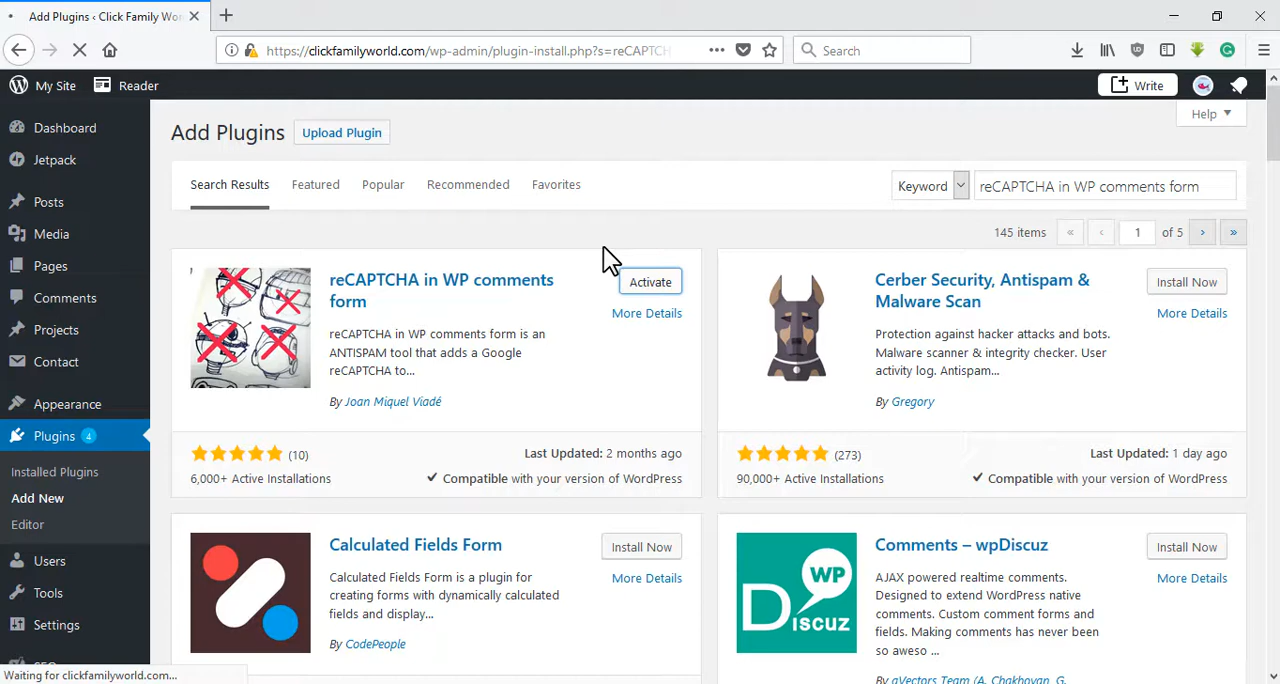 Add Plugins ‹ Click Family Wor
https://clickfamilyworld.com/wp-admin/plugin-install.php?s=reCAPTCH
Search
My Site
Reader
Write
Help
Dashboard
Jetpack
Posts
Media
Pages
Comments
Projects
Contact
Appearance
Plugins 4
Installed Plugins
Add New
Editor
Users
Tools
Settings
SEO
Add Plugins
Upload Plugin
Search Results
Featured
Popular
Recommended
Favorites
Keyword
reCAPTCHA in WP comments form
145 items « ‹ 1 of 5 › »
reCAPTCHA in WP comments
form
Activate
More Details
reCAPTCHA in WP comments form is an
ANTISPAM tool that adds a Google
reCAPTCHA to...
By Joan Miquel Viadé
(10)
6,000+ Active Installations
Last Updated: 2 months ago
Compatible with your version of WordPress
Cerber Security, Antispam &
Malware Scan
Install Now
More Details
Protection against hacker attacks and bots.
Malware scanner & integrity checker. User
activity log. Antispam...
By Gregory
(273)
90,000+ Active Installations
Last Updated: 1 day ago
Compatible with your version of WordPress
Calculated Fields Form
Install Now
More Details
Calculated Fields Form is a plugin for
creating forms with dynamically calculated
fields and display...
By CodePeople
WP
Discuz
Comments – wpDiscuz
Install Now
More Details
AJAX powered realtime comments.
Designed to extend WordPress native
comments. Custom comment forms and
fields. Making comments has never been
so aweso ...
By gVectors Team (A. Chakhoyan, G.
Waiting for clickfamilyworld.com...